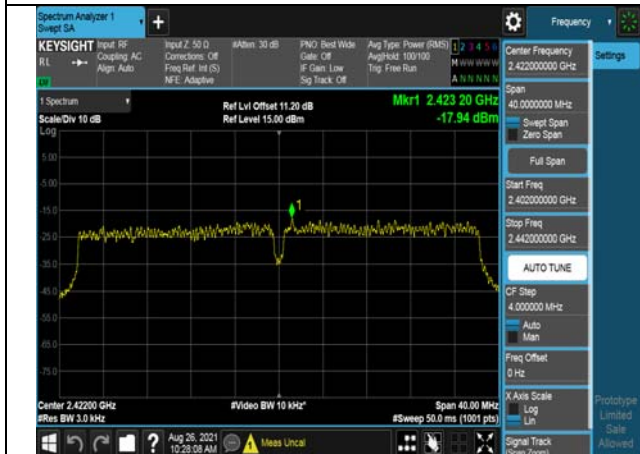 Spectrum Analyzer 1
Swept SA
Frequency
KEYSIGHT
RL
Input: RF
Coupling: AC
Align: Auto
Input Z: 50 Ω
Corrections: Off
Freq Ref: Int (S)
NFE: Adaptive
#Atten: 30 dB
PNO: Best Wide
Gate: Off
IF Gain: Low
Sig Track: Off
Avg Type: Power (RMS)
Avg|Hold: 100/100
Trig: Free Run
1 2 3 4 5 6
M W W W W W
A N N N N N
1 Spectrum
Scale/Div 10 dB
Log
Ref Lvl Offset 11.20 dB
Ref Level 15.00 dBm
Mkr1 2.423 20 GHz
-17.94 dBm
5.00
-5.00
-15.0
-25.0
-35.0
-45.0
-55.0
-65.0
-75.0
1
Center 2.42200 GHz
#Res BW 3.0 kHz
#Video BW 10 kHz*
Span 40.00 MHz
#Sweep 50.0 ms (1001 pts)
Aug 26, 2021
10:28:08 AM
Meas Uncal
Center Frequency
2.422000000 GHz
Settings
Span
40.0000000 MHz
Swept Span
Zero Span
Full Span
Start Freq
2.402000000 GHz
Stop Freq
2.442000000 GHz
AUTO TUNE
CF Step
4.000000 MHz
Auto
Man
Freq Offset
0 Hz
X Axis Scale
Log
Lin
Signal Track
(Span Zoom)
Prototype
Limited
Sale
Allowed